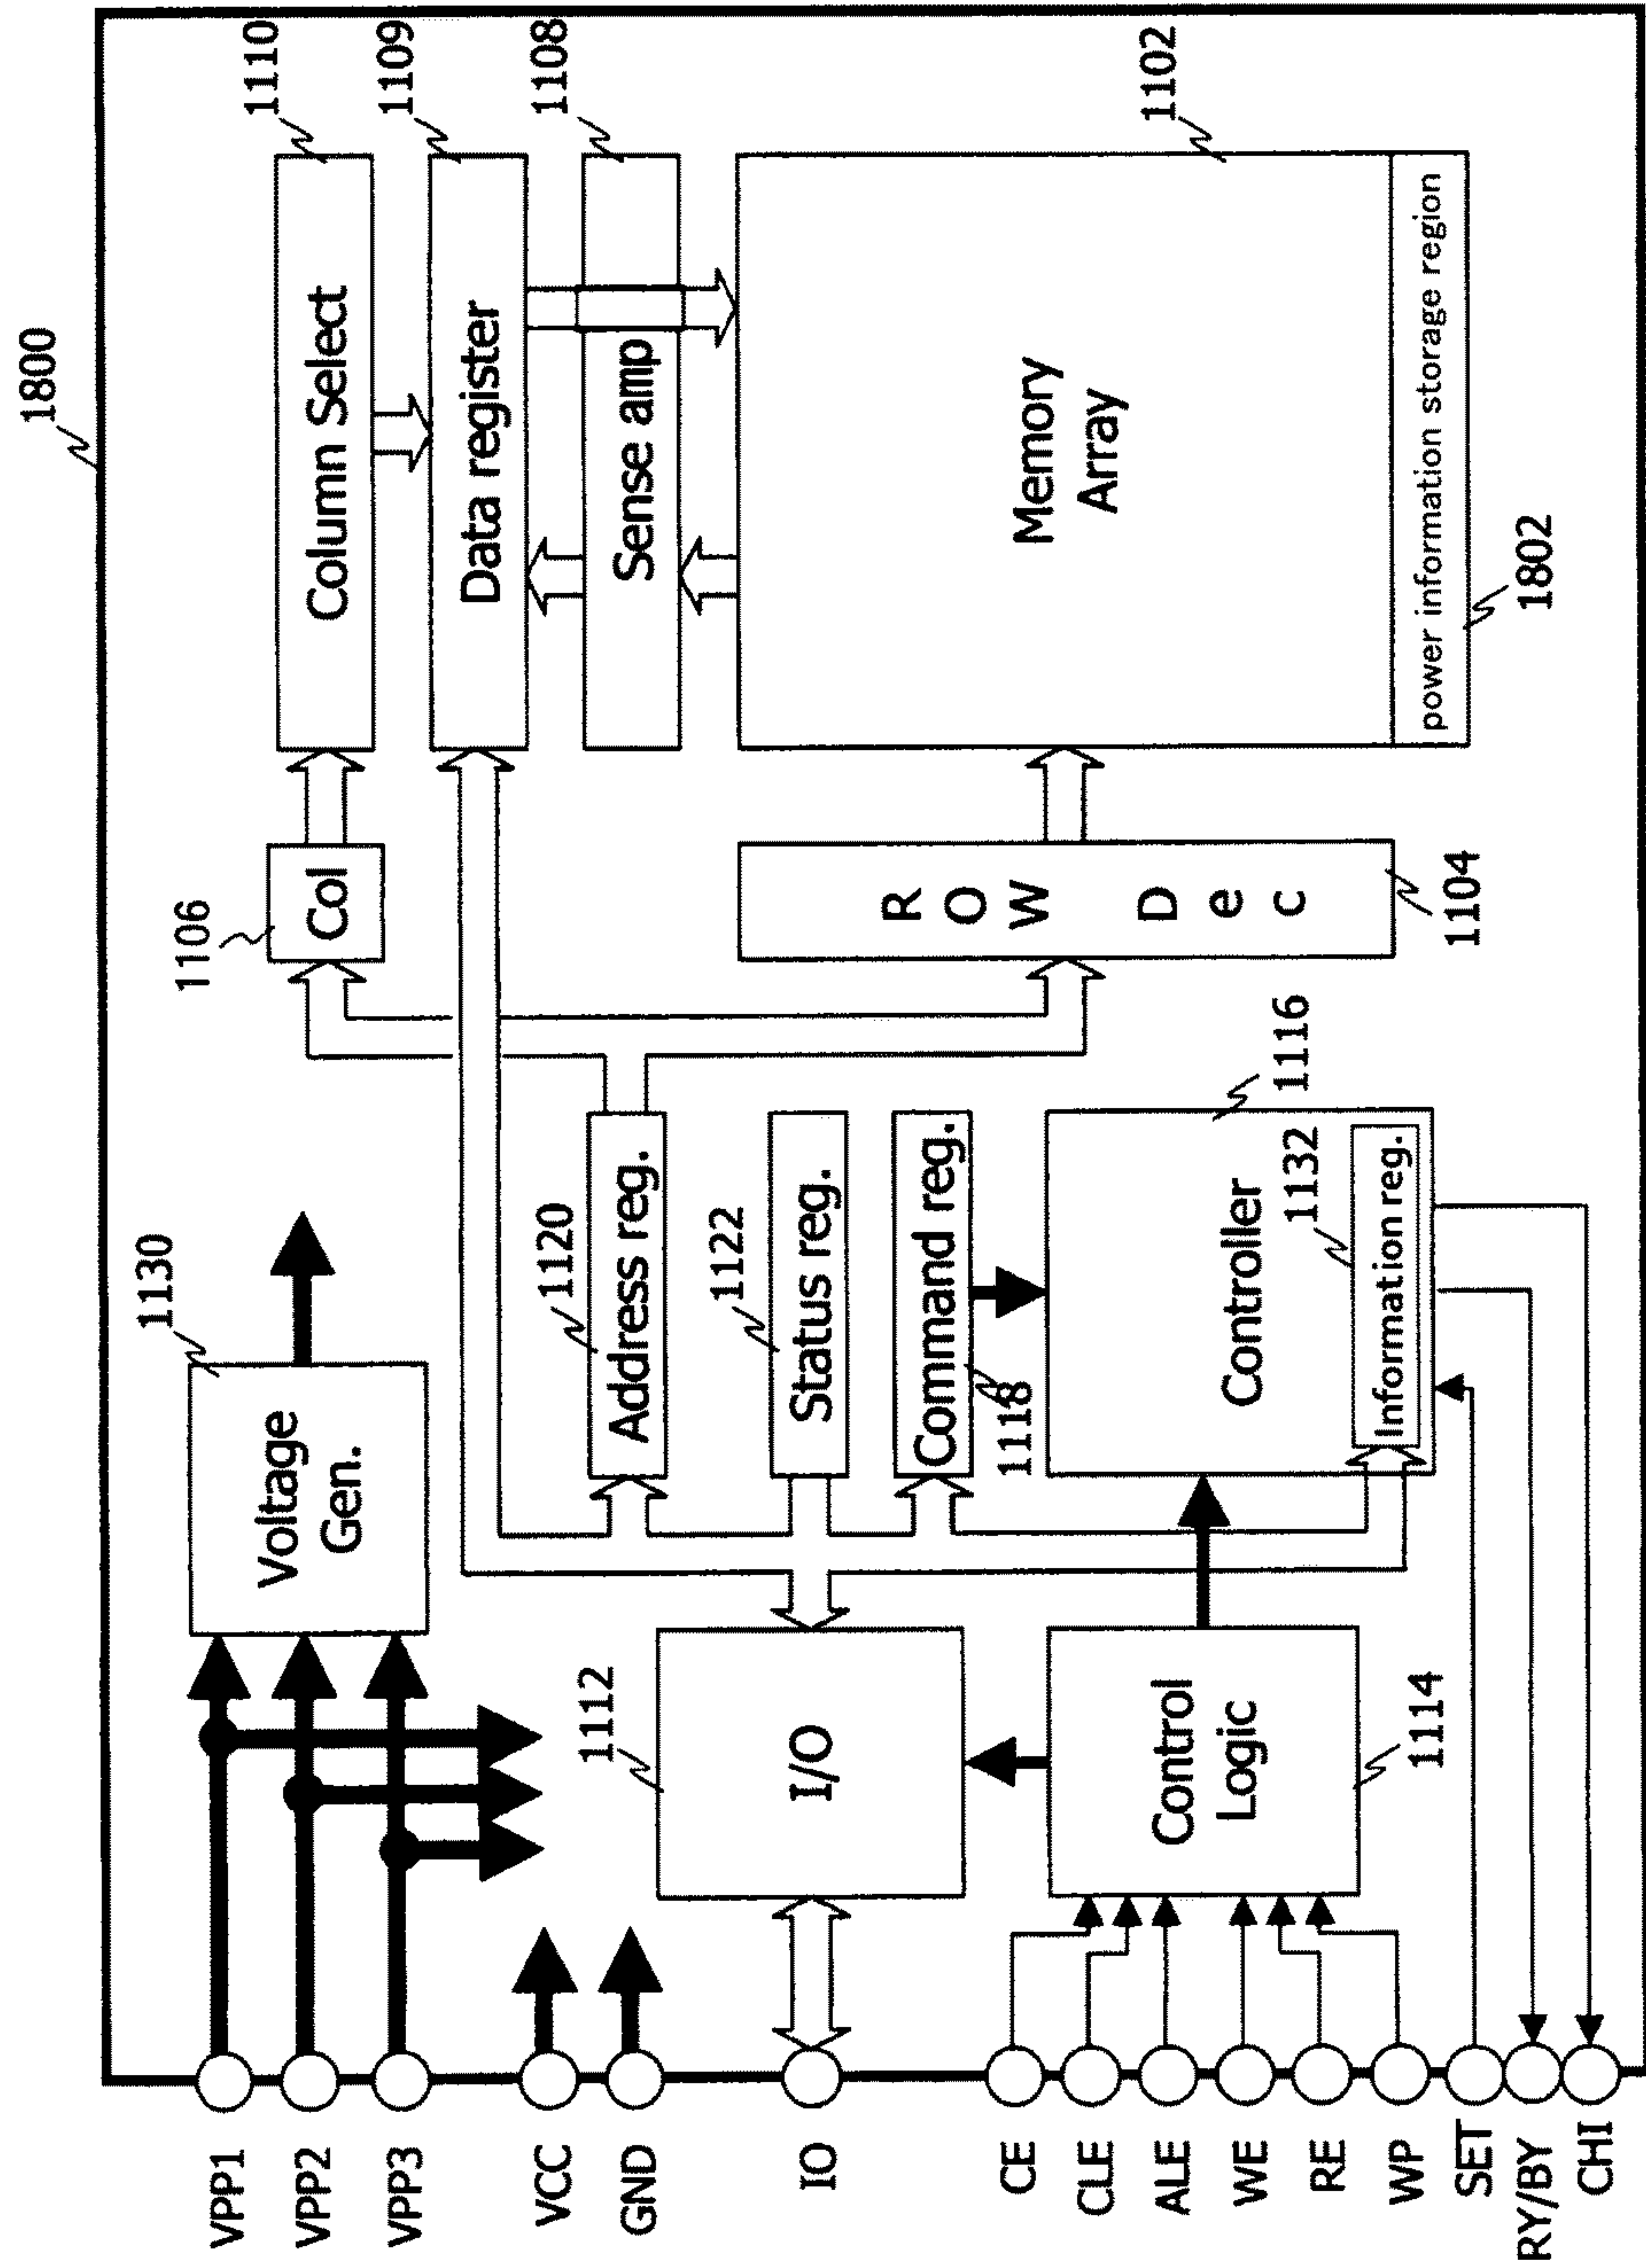 1800
VPP1
VPP2
VPP3
VCC
GND
IO
CE
CLE
ALE
WE
RE
WP
SET
RY/BY
CHI
1130
Voltage
Gen.
1112
I/O
Control
Logic
1114
1120
Address reg.
1122
Status reg.
Command reg.
1118
Controller
1116
1132
Information reg.
1106
Col
ROW Dec
1104
Column Select
1110
Data register
1109
Sense amp
1108
Memory
Array
1102
power information storage region
1802